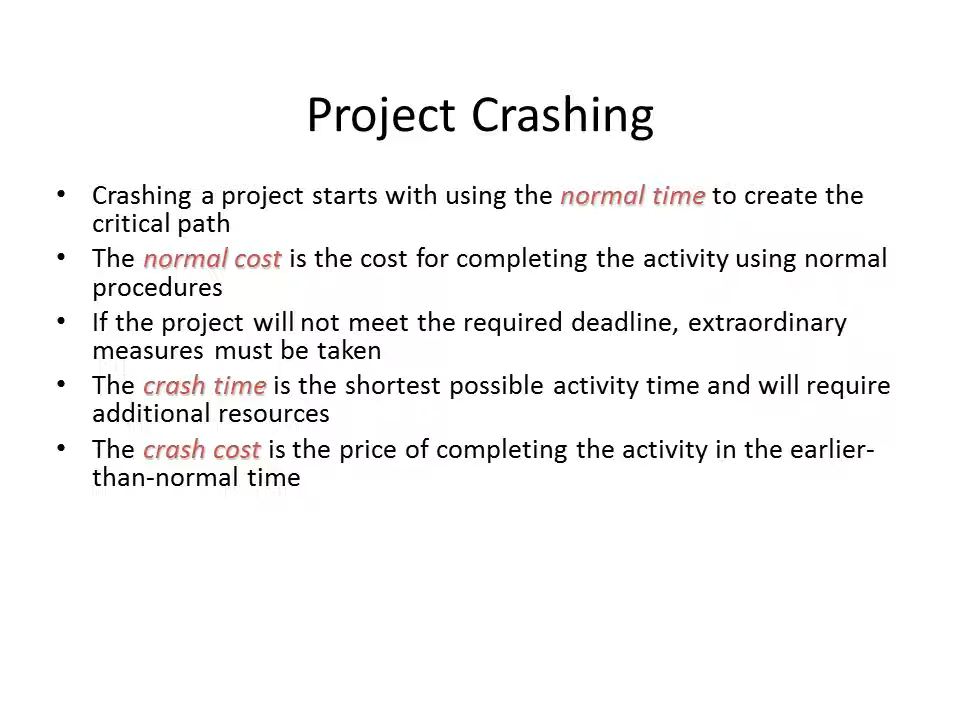 Project Crashing
• Crashing a project starts with using the normal time to create the
critical path
• The normal cost is the cost for completing the activity using normal
procedures
• If the project will not meet the required deadline, extraordinary
measures must be taken
• The crash time is the shortest possible activity time and will require
additional resources
• The crash cost is the price of completing the activity in the earlier-
than-normal time